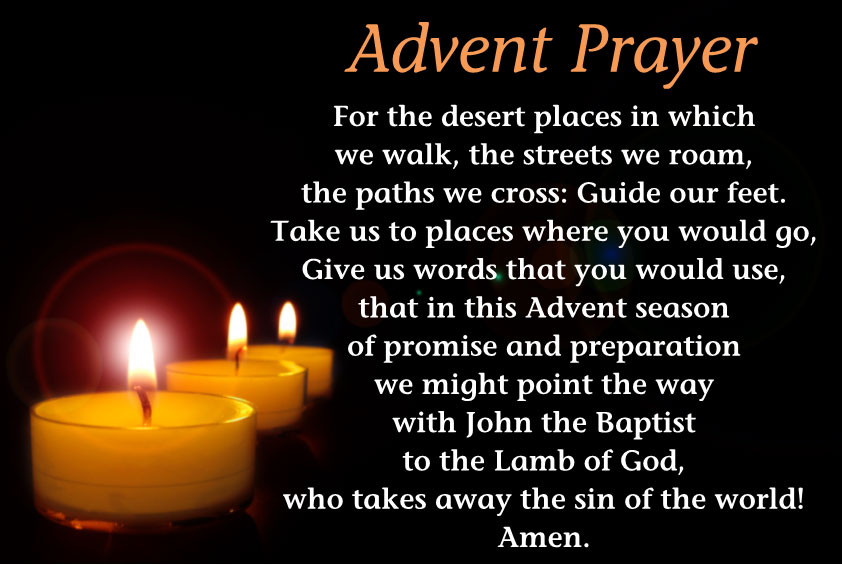 Advent Prayer
For the desert places in which
we walk, the streets we roam,
the paths we cross: Guide our feet.
Take us to places where you would go,
Give us words that you would use,
that in this Advent season
of promise and preparation
we might point the way
with John the Baptist
to the Lamb of God,
who takes away the sin of the world!
Amen.